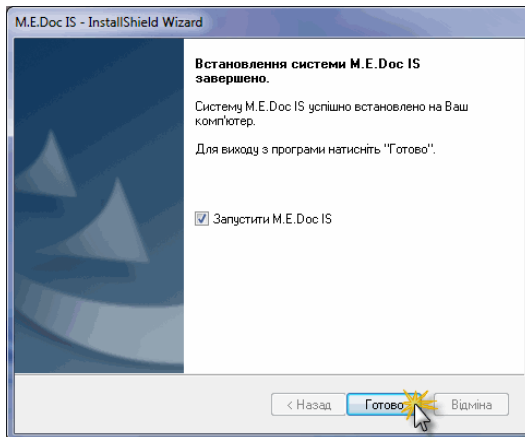 M.E.Doc IS - InstallShield Wizard
Встановлення системи M.E.Doc IS
завершено.
Систему M.E.Doc IS успішно встановлено на Ваш
комп'ютер.
Для виходу з програми натисніть "Готово".
Запустити M.E.Doc IS
< Назад Готово Відміна